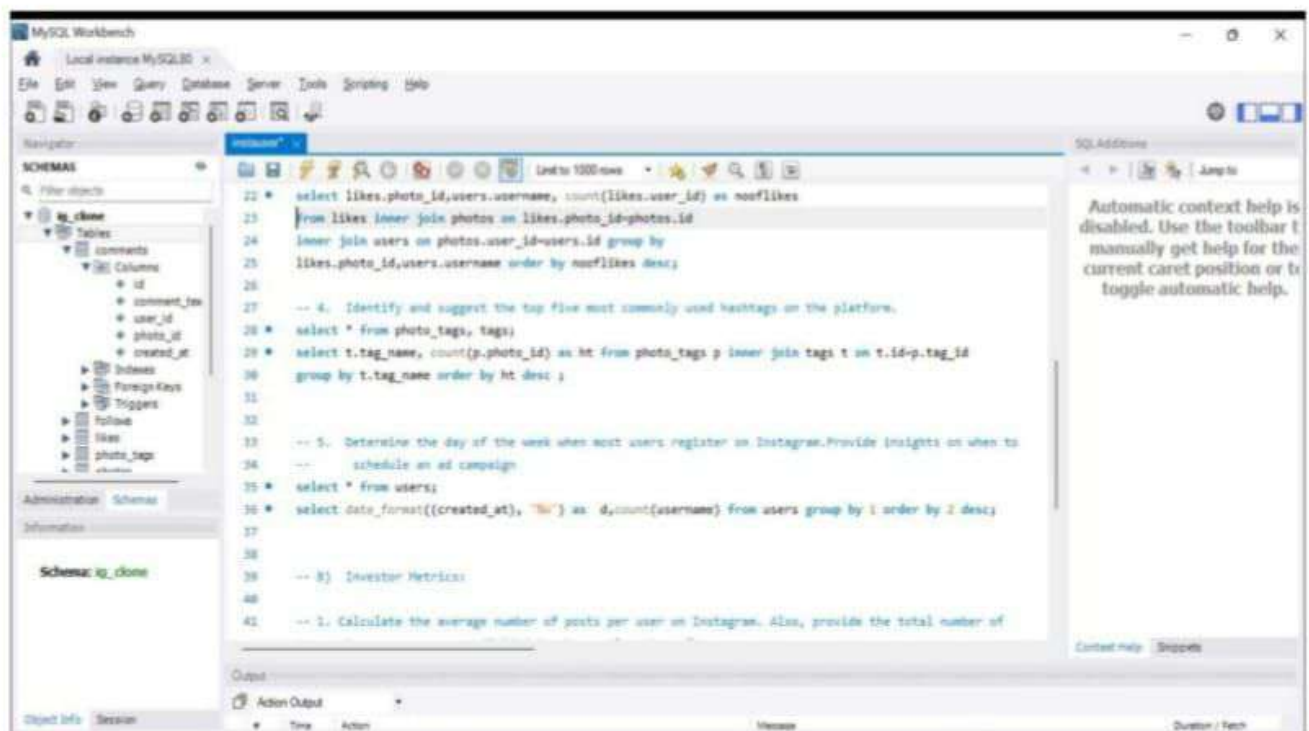 MySQL Workbench
Local instance MySQL80 ×
File Edit View Query Database Server Tools Scripting Help
Navigator
SCHEMAS
Filter objects
ig_clone
Tables
comments
Columns
id
comment_tex
user_id
photo_id
created_at
Indexes
Foreign Keys
Triggers
follows
likes
photo_tags
photos
Administration Schemas
Information
Schema: ig_clone
Object Info Session
Limit to 1000 rows
22 select likes.photo_id,users.username, count(likes.user_id) as nooflikes
23 from likes inner join photos on likes.photo_id=photos.id
24 inner join users on photos.user_id=users.id group by
25 likes.photo_id,users.username order by nooflikes desc;
26
27 -- 4. Identify and suggest the top five most commonly used hashtags on the platform.
28 select * from photo_tags, tags;
29 select t.tag_name, count(p.photo_id) as ht from photo_tags p inner join tags t on t.id=p.tag_id
30 group by t.tag_name order by ht desc ;
31
32
33 -- 5. Determine the day of the week when most users register on Instagram.Provide insights on when to
34 -- schedule an ad campaign
35 select * from users;
36 select date_format((created_at), ) as d,count(username) from users group by 1 order by 2 desc;
37
38
39 -- B) Investor Metrics:
40
41 -- 1. Calculate the average number of posts per user on Instagram. Also, provide the total number of
Output
Action Output
# Time Action Message Duration / Fetch
SQL Additions
Jump to
Automatic context help is
disabled. Use the toolbar t
manually get help for the
current caret position or to
toggle automatic help.
Context Help Snippets